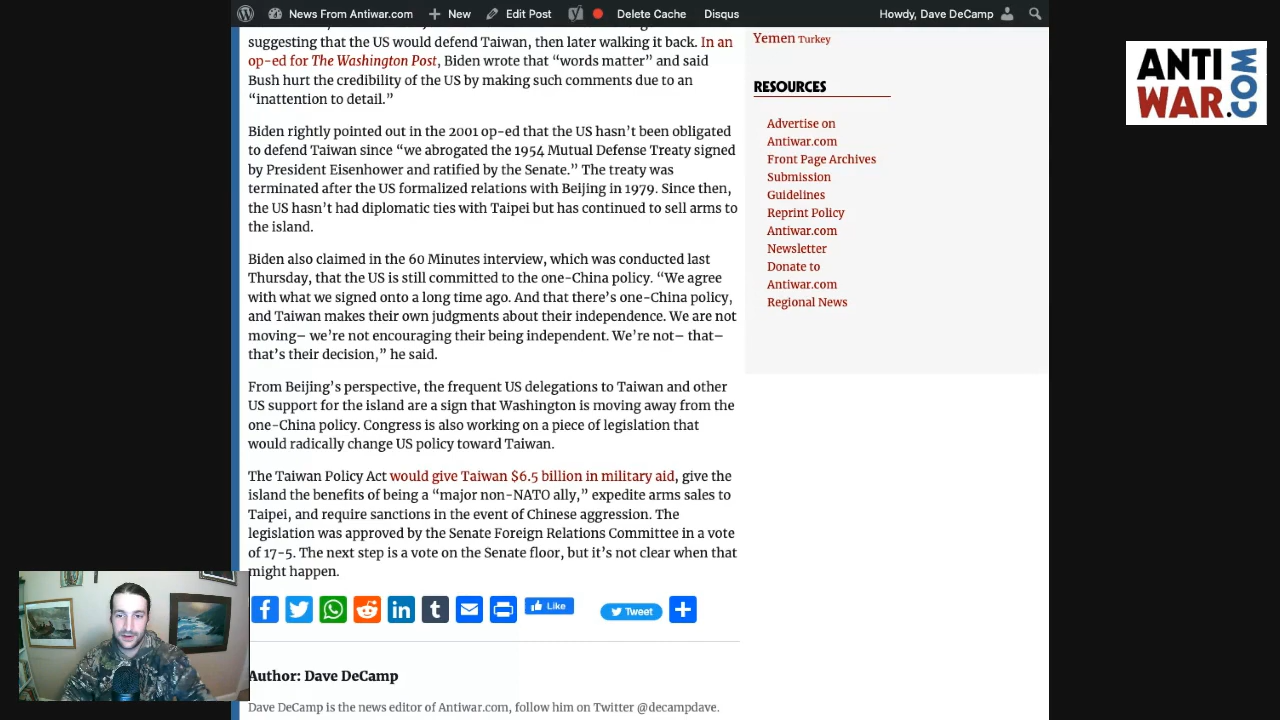 News From Antiwar.com New Edit Post Delete Cache Disqus Howdy, Dave DeCamp
suggesting that the US would defend Taiwan, then later walking it back. In an
op-ed for The Washington Post, Biden wrote that “words matter” and said
Bush hurt the credibility of the US by making such comments due to an
“inattention to detail.”
Biden rightly pointed out in the 2001 op-ed that the US hasn’t been obligated
to defend Taiwan since “we abrogated the 1954 Mutual Defense Treaty signed
by President Eisenhower and ratified by the Senate.” The treaty was
terminated after the US formalized relations with Beijing in 1979. Since then,
the US hasn’t had diplomatic ties with Taipei but has continued to sell arms to
the island.
Biden also claimed in the 60 Minutes interview, which was conducted last
Thursday, that the US is still committed to the one-China policy. “We agree
with what we signed onto a long time ago. And that there’s one-China policy,
and Taiwan makes their own judgments about their independence. We are not
moving– we’re not encouraging their being independent. We’re not– that–
that’s their decision,” he said.
From Beijing’s perspective, the frequent US delegations to Taiwan and other
US support for the island are a sign that Washington is moving away from the
one-China policy. Congress is also working on a piece of legislation that
would radically change US policy toward Taiwan.
The Taiwan Policy Act would give Taiwan $6.5 billion in military aid, give the
island the benefits of being a “major non-NATO ally,” expedite arms sales to
Taipei, and require sanctions in the event of Chinese aggression. The
legislation was approved by the Senate Foreign Relations Committee in a vote
of 17-5. The next step is a vote on the Senate floor, but it’s not clear when that
might happen.
Like
Tweet
Author: Dave DeCamp
Dave DeCamp is the news editor of Antiwar.com, follow him on Twitter @decampdave.
Yemen Turkey
RESOURCES
Advertise on
Antiwar.com
Front Page Archives
Submission
Guidelines
Reprint Policy
Antiwar.com
Newsletter
Donate to
Antiwar.com
Regional News
ANTI
WAR.COM